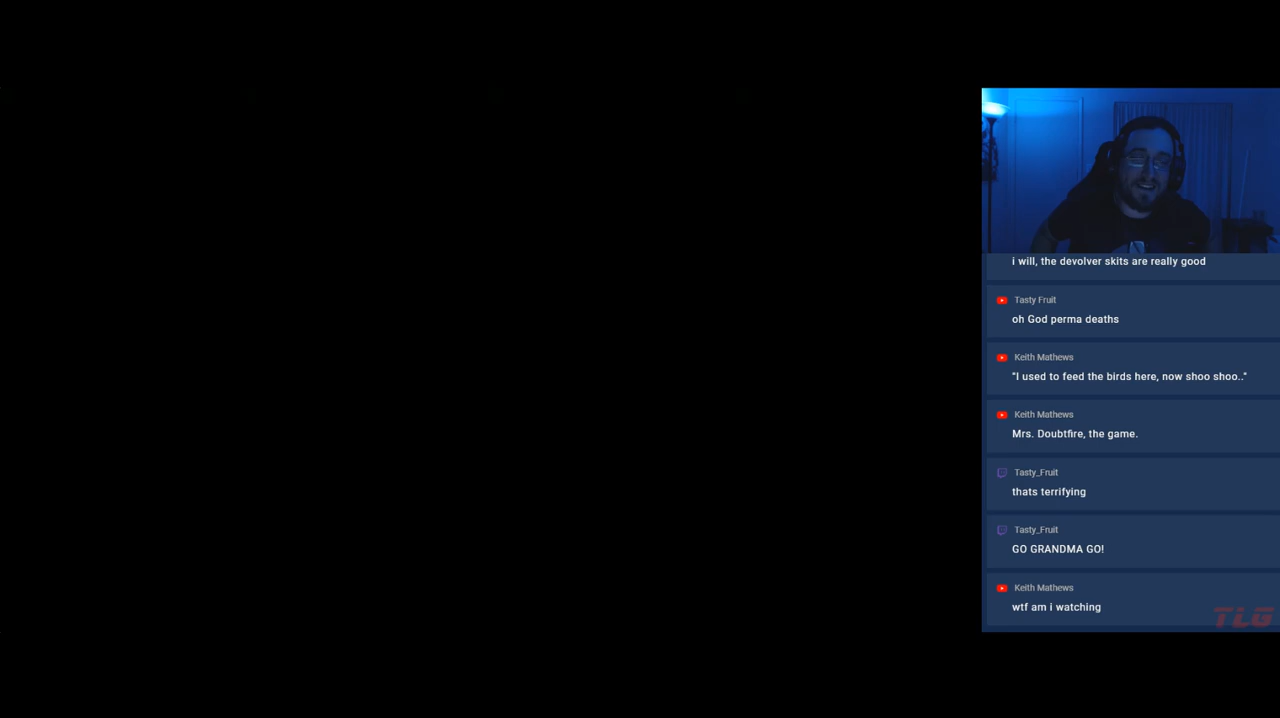 i will, the devolver skits are really good
Tasty Fruit
oh God perma deaths
Keith Mathews
"I used to feed the birds here, now shoo shoo.."
Keith Mathews
Mrs. Doubtfire, the game.
Tasty_Fruit
thats terrifying
Tasty_Fruit
GO GRANDMA GO!
Keith Mathews
wtf am i watching
TLG